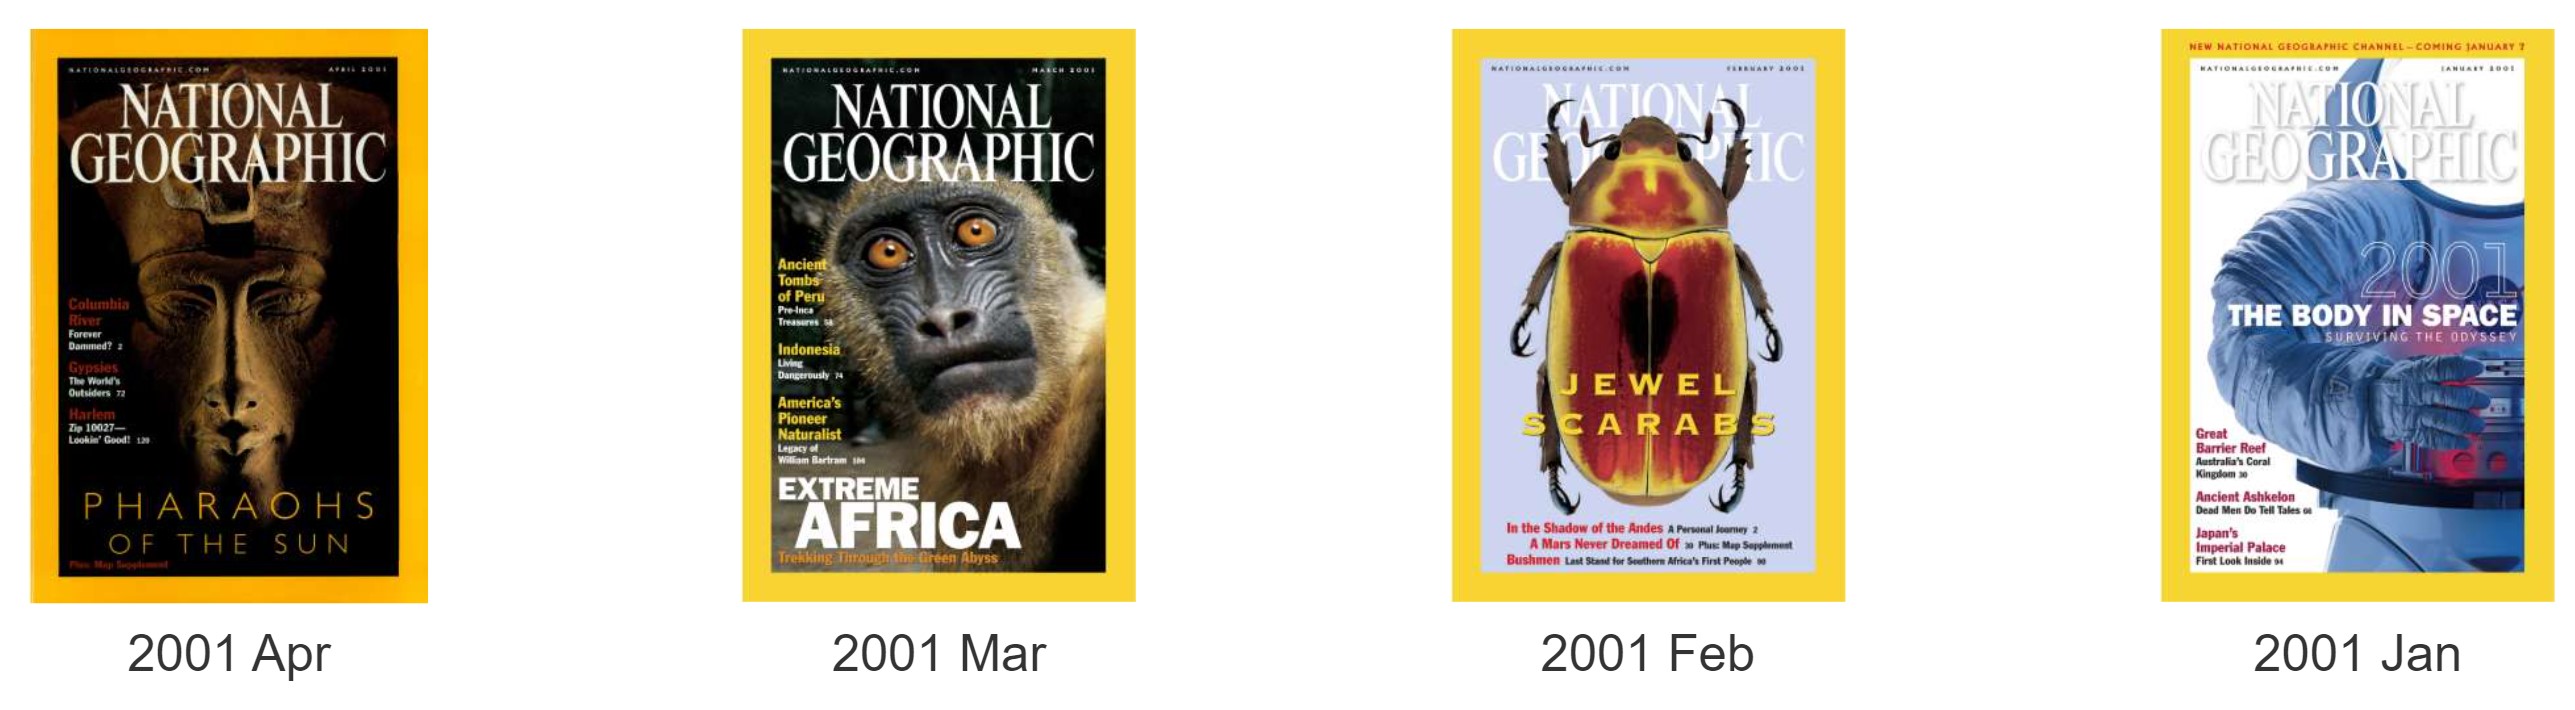 NATIONALGEOGRAPHIC.COM APRIL 2001
NATIONAL
GEOGRAPHIC
Columbia
River
Forever
Dammed? 2
Gypsies
The World's
Outsiders 72
Harlem
Zip 10027—
Lookin' Good! 120
PHARAOHS
OF THE SUN
Plus: Map Supplement
2001 Apr
NATIONALGEOGRAPHIC.COM MARCH 2001
NATIONAL
GEOGRAPHIC
Ancient
Tombs
of Peru
Pre-Inca
Treasures 58
Indonesia
Living
Dangerously 74
America's
Pioneer
Naturalist
Legacy of
William Bartram 104
EXTREME
AFRICA
Trekking Through the Green Abyss
2001 Mar
NATIONALGEOGRAPHIC.COM FEBRUARY 2001
NATIONAL
GEOGRAPHIC
JEWEL
SCARABS
In the Shadow of the Andes A Personal Journey 2
A Mars Never Dreamed Of 30 Plus: Map Supplement
Bushmen Last Stand for Southern Africa's First People 90
2001 Feb
NEW NATIONAL GEOGRAPHIC CHANNEL – COMING JANUARY 7
NATIONALGEOGRAPHIC.COM JANUARY 2001
NATIONAL
GEOGRAPHIC
2001
THE BODY IN SPACE
SURVIVING THE ODYSSEY
Great
Barrier Reef
Australia's Coral
Kingdom 30
Ancient Ashkelon
Dead Men Do Tell Tales
Japan's
Imperial Palace
First Look Inside 94
2001 Jan